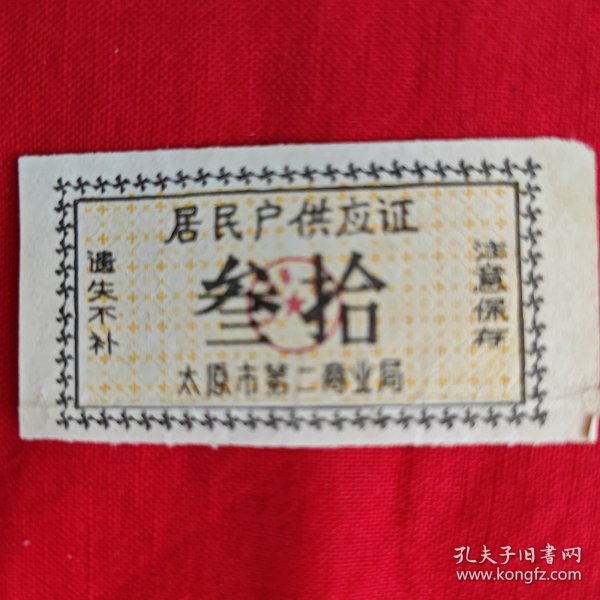 居民户供应证
遗失不补
叁拾
注意保存
太原市第二商业局
孔夫子旧书网
www.kongfz.com